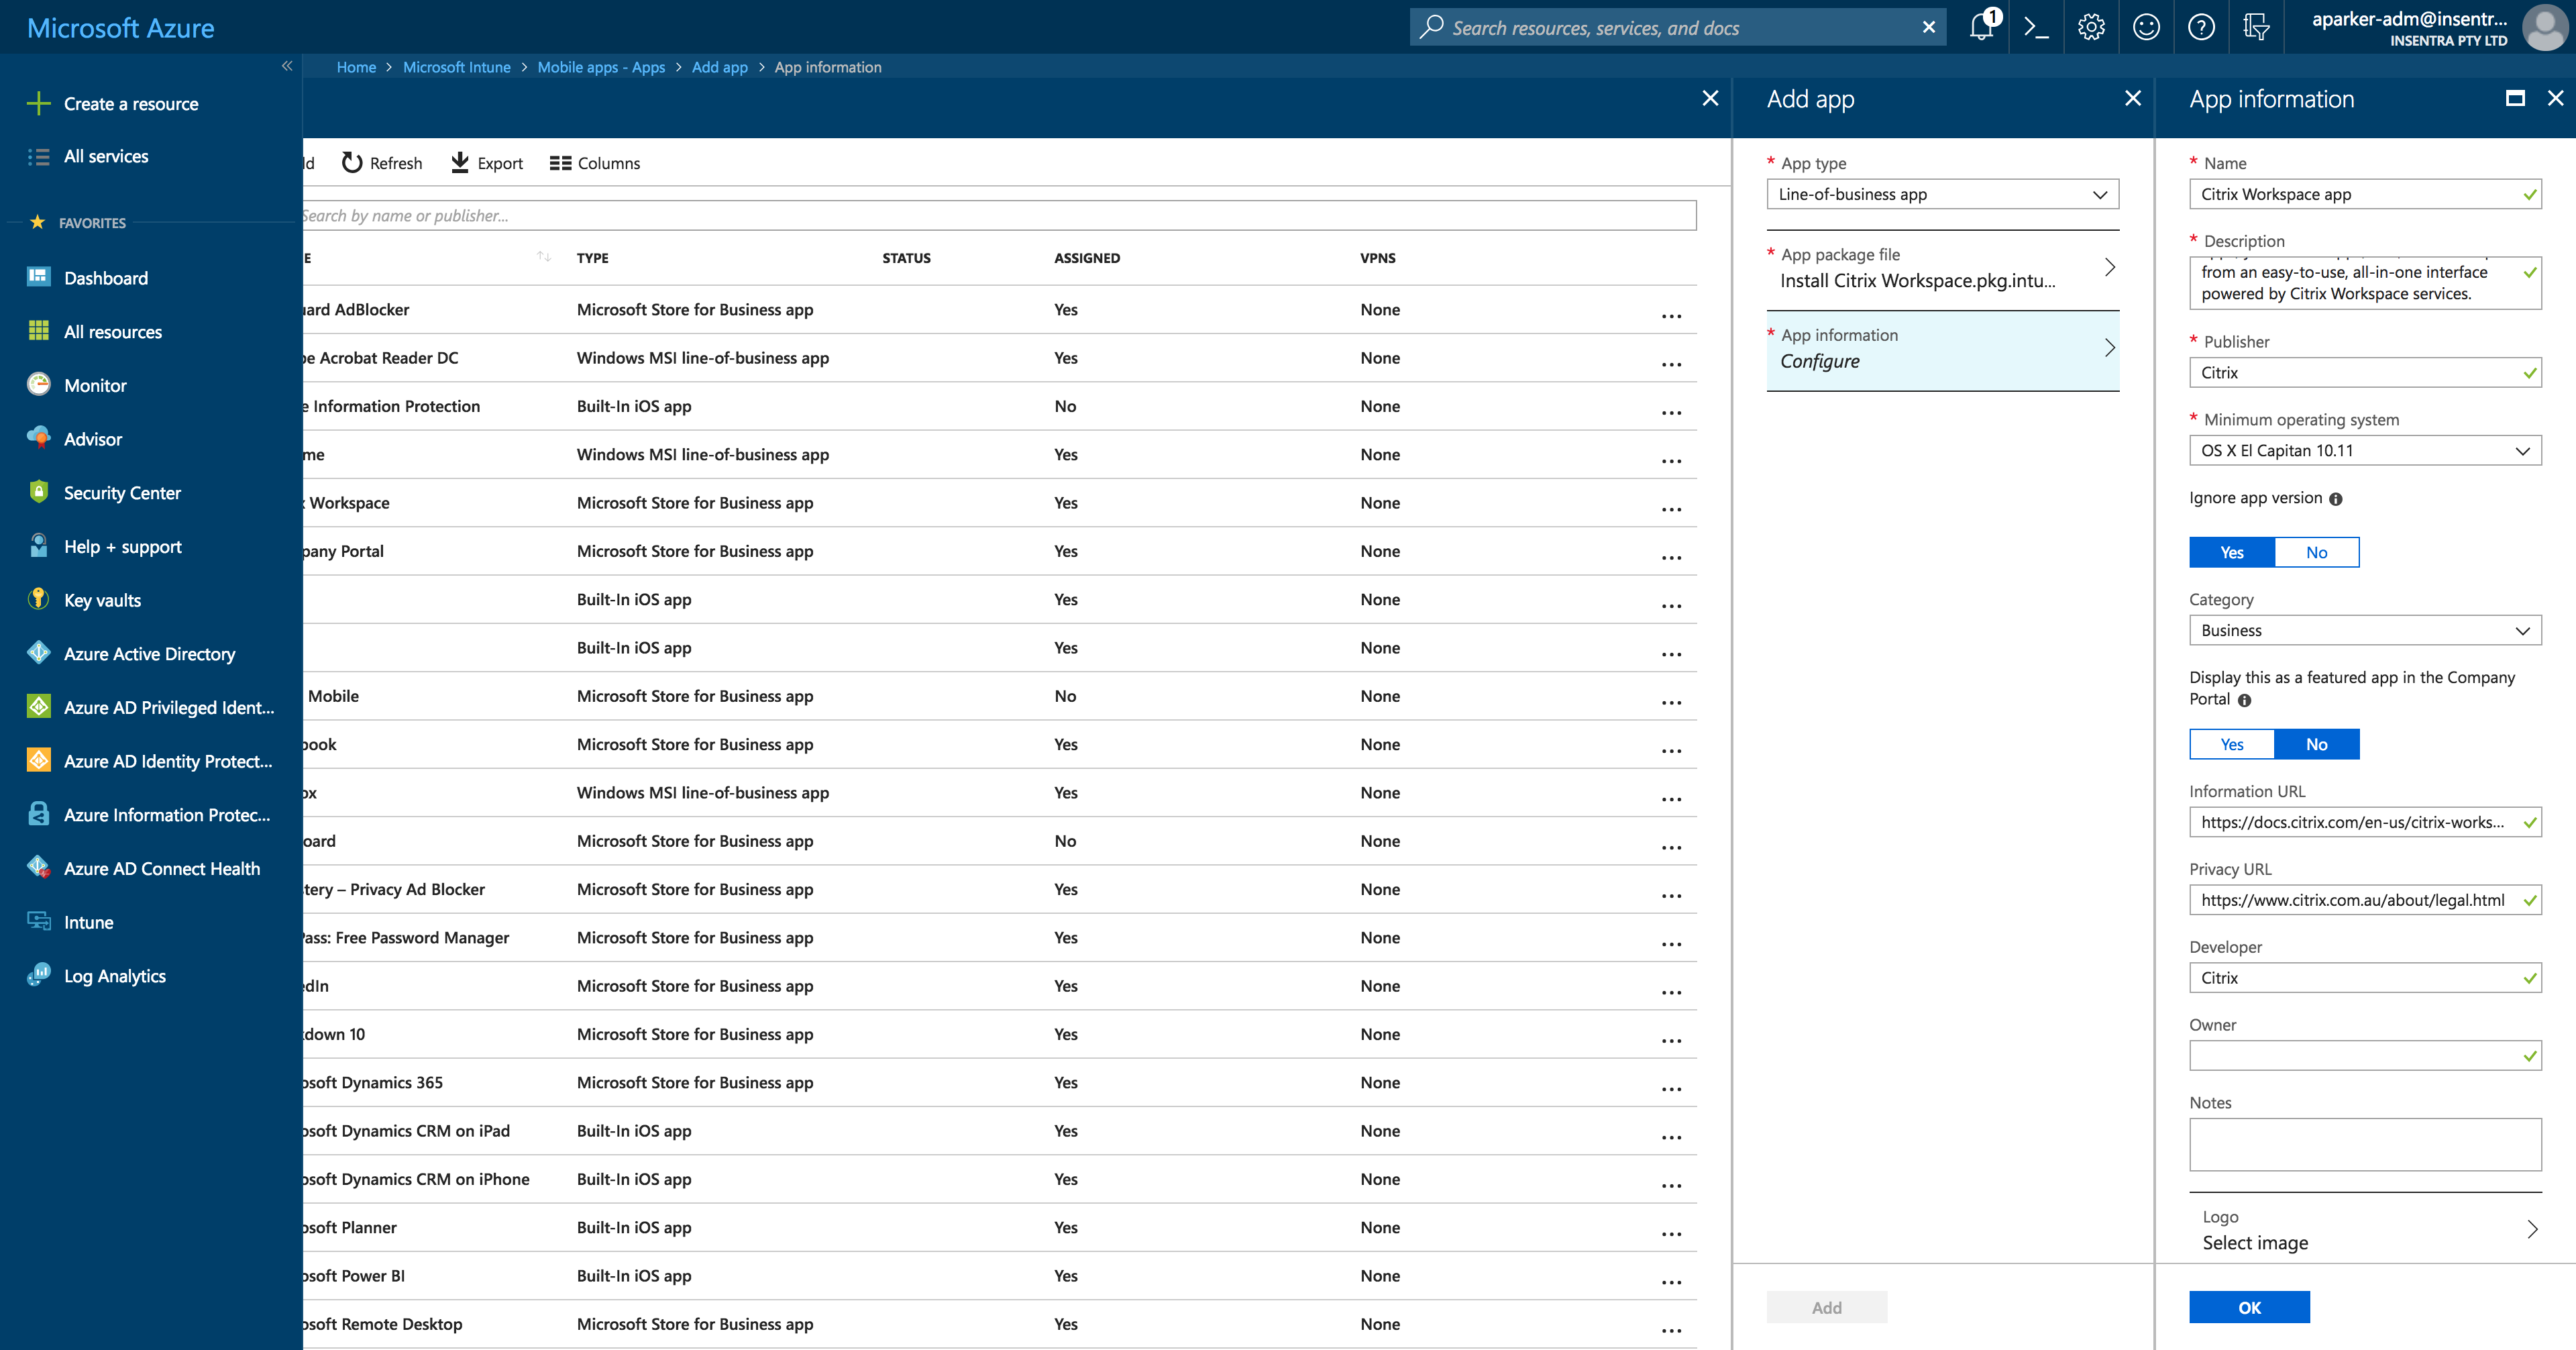 Microsoft Azure
Search resources, services, and docs
1
aparker-adm@insentr...
INSENTRA PTY LTD
Home > Microsoft Intune > Mobile apps - Apps > Add app > App information
Create a resource
All services
FAVORITES
Dashboard
All resources
Monitor
Advisor
Security Center
Help + support
Key vaults
Azure Active Directory
Azure AD Privileged Ident...
Azure AD Identity Protect...
Azure Information Protec...
Azure AD Connect Health
Intune
Log Analytics
Refresh Export Columns
Search by name or publisher...
TYPE STATUS ASSIGNED VPNS
AdBlocker Microsoft Store for Business app Yes None
Acrobat Reader DC Windows MSI line-of-business app Yes None
Information Protection Built-In iOS app No None
me Windows MSI line-of-business app Yes None
Workspace Microsoft Store for Business app Yes None
pany Portal Microsoft Store for Business app Yes None
Built-In iOS app Yes None
Built-In iOS app Yes None
Mobile Microsoft Store for Business app No None
book Microsoft Store for Business app Yes None
ox Windows MSI line-of-business app Yes None
oard Microsoft Store for Business app No None
tery – Privacy Ad Blocker Microsoft Store for Business app Yes None
Pass: Free Password Manager Microsoft Store for Business app Yes None
edIn Microsoft Store for Business app Yes None
down 10 Microsoft Store for Business app Yes None
osoft Dynamics 365 Microsoft Store for Business app Yes None
osoft Dynamics CRM on iPad Built-In iOS app Yes None
osoft Dynamics CRM on iPhone Built-In iOS app Yes None
osoft Planner Built-In iOS app Yes None
osoft Power BI Built-In iOS app Yes None
osoft Remote Desktop Microsoft Store for Business app Yes None
Add app
* App type
Line-of-business app
* App package file
Install Citrix Workspace.pkg.intu...
* App information
Configure
Add
App information
* Name
Citrix Workspace app
* Description
from an easy-to-use, all-in-one interface
powered by Citrix Workspace services.
* Publisher
Citrix
* Minimum operating system
OS X El Capitan 10.11
Ignore app version
Yes No
Category
Business
Display this as a featured app in the Company
Portal
Yes No
Information URL
https://docs.citrix.com/en-us/citrix-works...
Privacy URL
https://www.citrix.com.au/about/legal.html
Developer
Citrix
Owner
Notes
Logo
Select image
OK